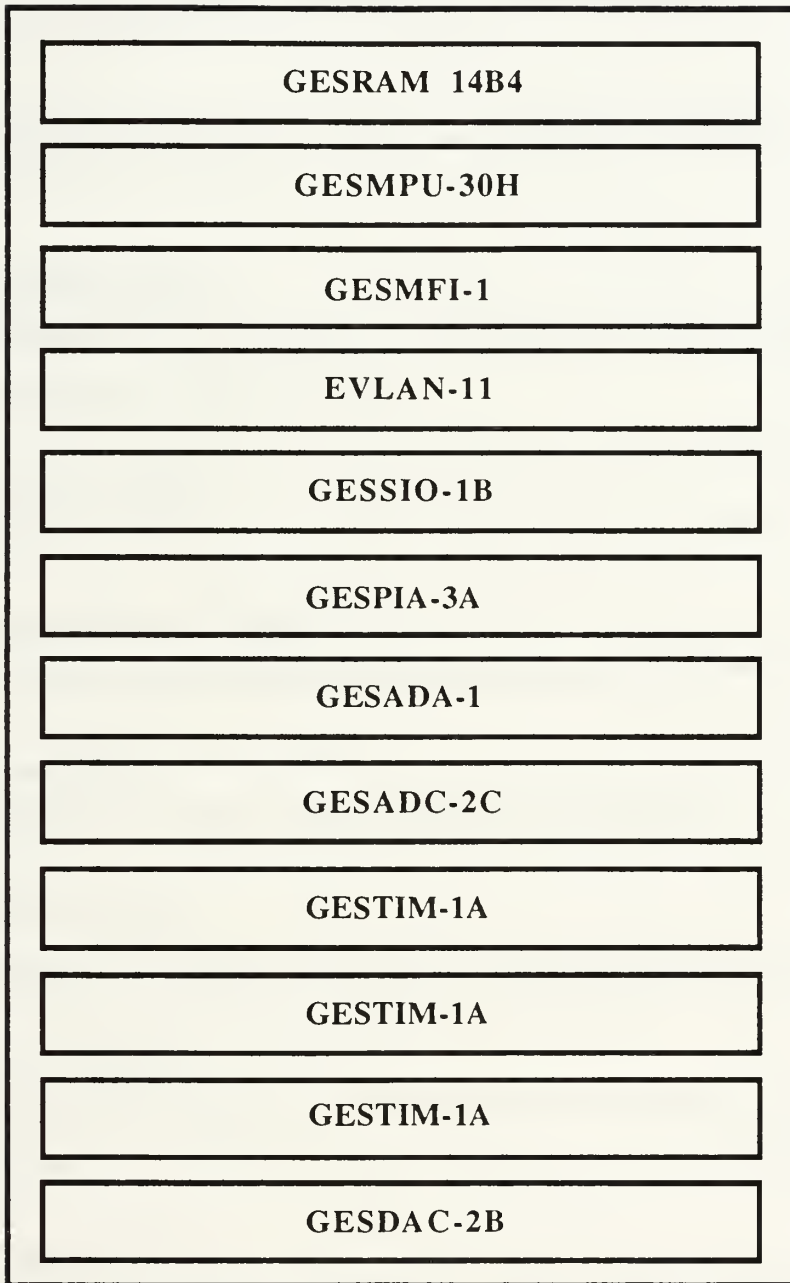 GESRAM 14B4
GESMPU-30H
GESMFI-1
EVLAN-11
GESSIO-1B
GESPIA-3A
GESADA-1
GESADC-2C
GESTIM-1A
GESTIM-1A
GESTIM-1A
GESDAC-2B